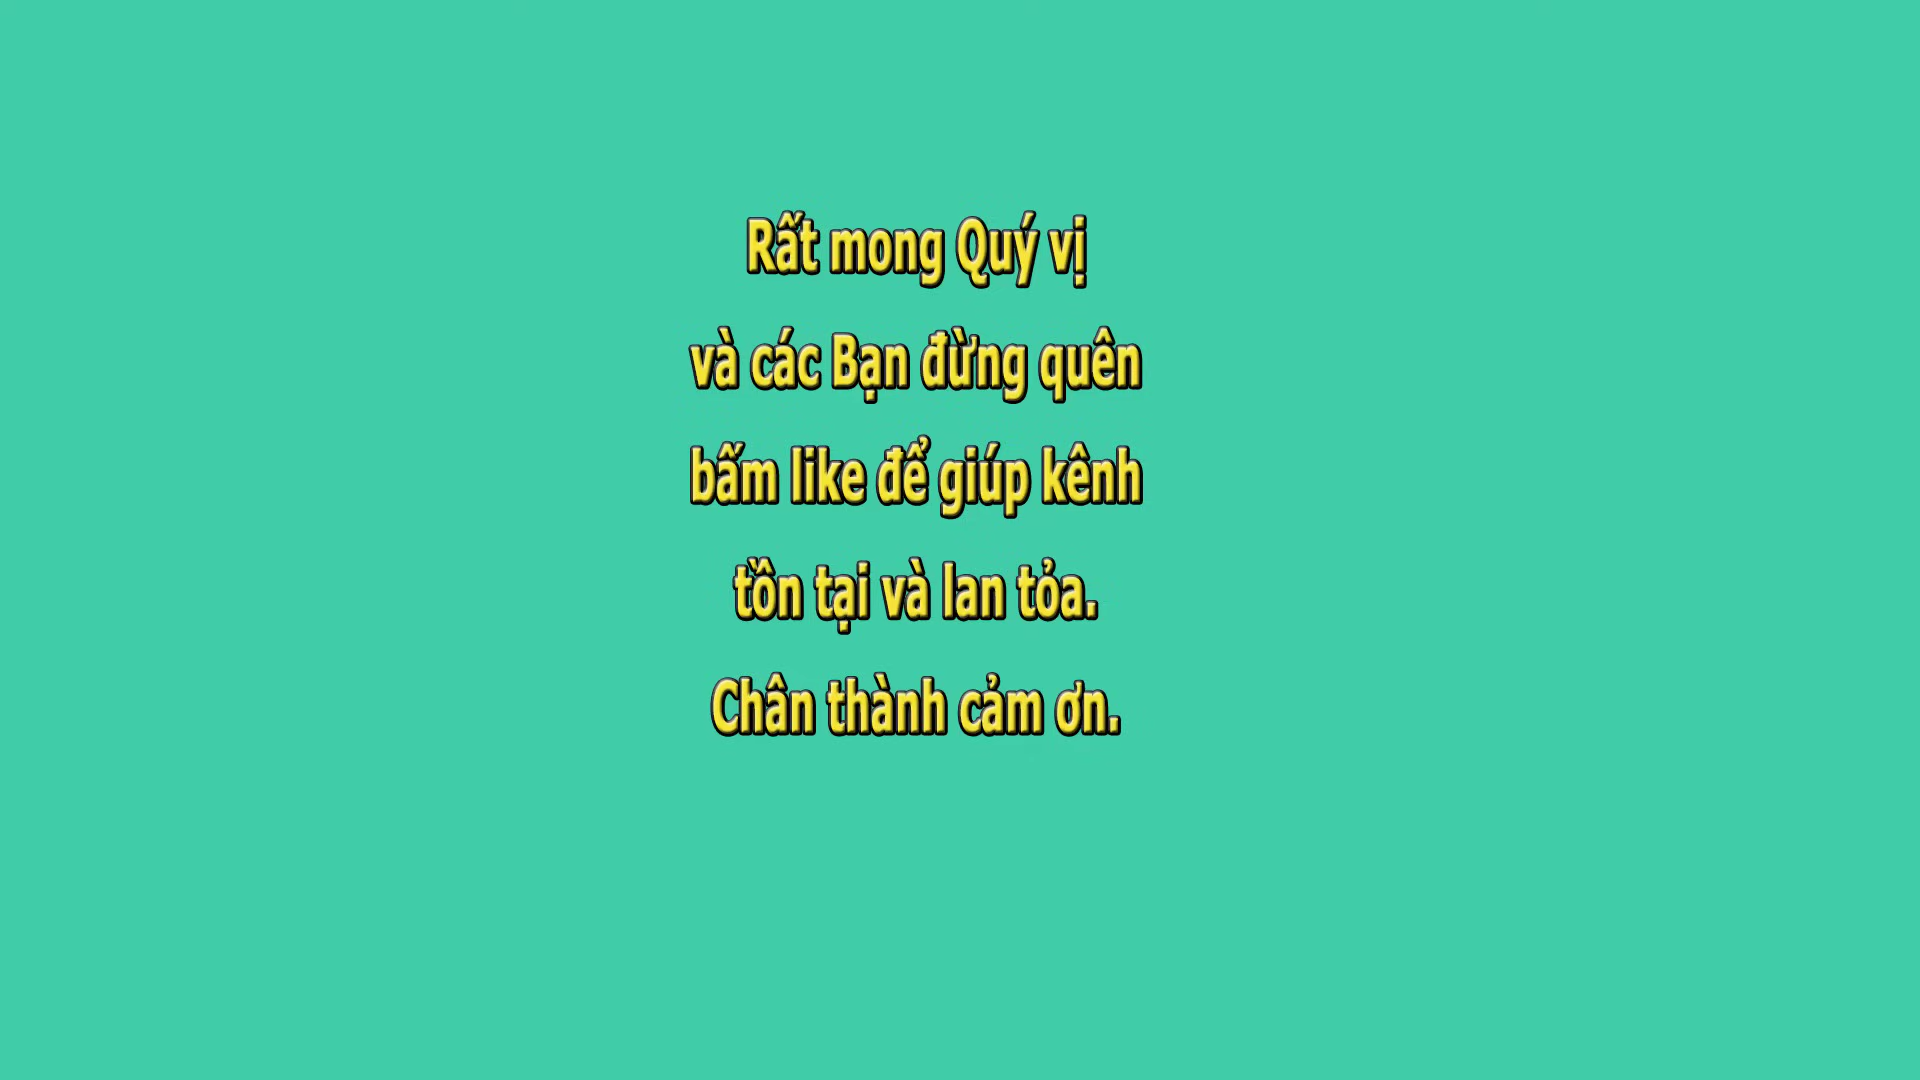 Rất mong Quý vị
và các Bạn đừng quên
bấm like để giúp kênh
tồn tại và lan tỏa.
Chân thành cảm ơn.